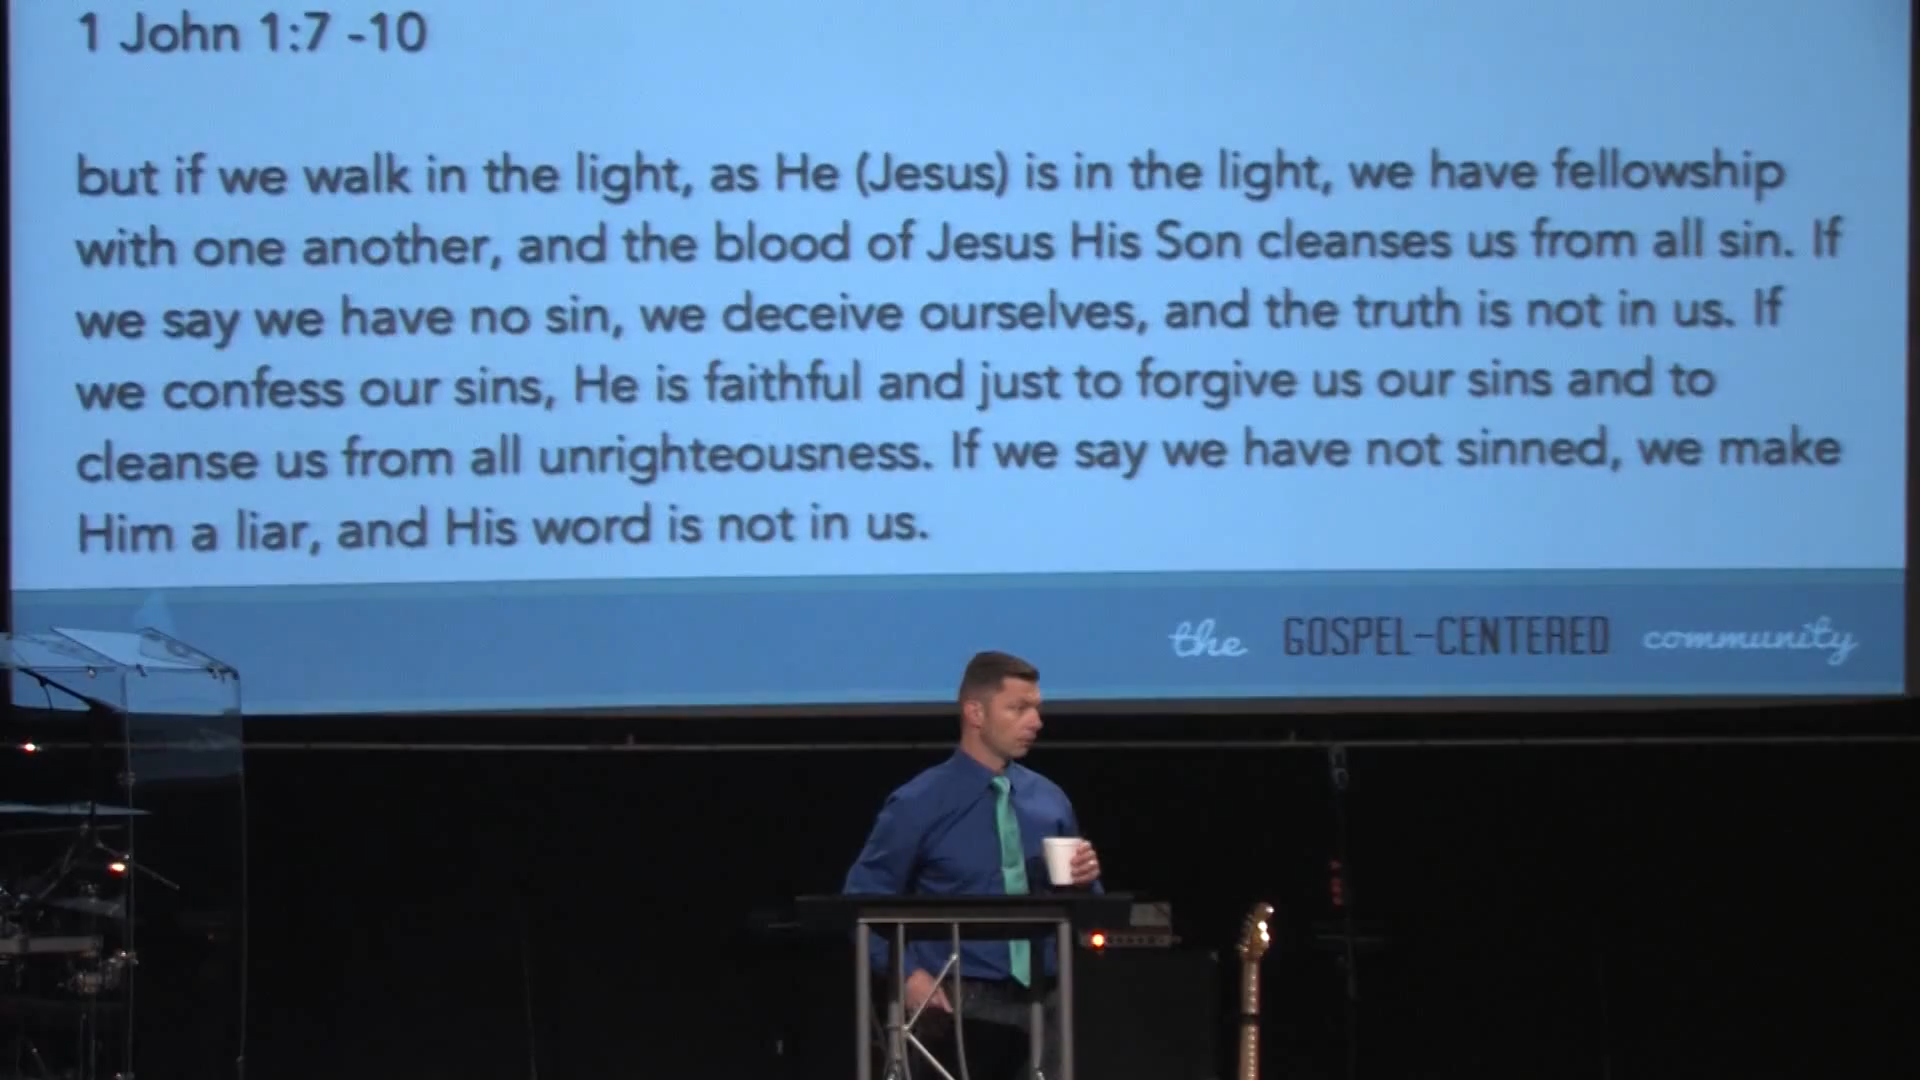 1 John 1:7 -10
but if we walk in the light, as He (Jesus) is in the light, we have fellowship
with one another, and the blood of Jesus His Son cleanses us from all sin. If
we say we have no sin, we deceive ourselves, and the truth is not in us. If
we confess our sins, He is faithful and just to forgive us our sins and to
cleanse us from all unrighteousness. If we say we have not sinned, we make
Him a liar, and His word is not in us.
the GOSPEL-CENTERED community